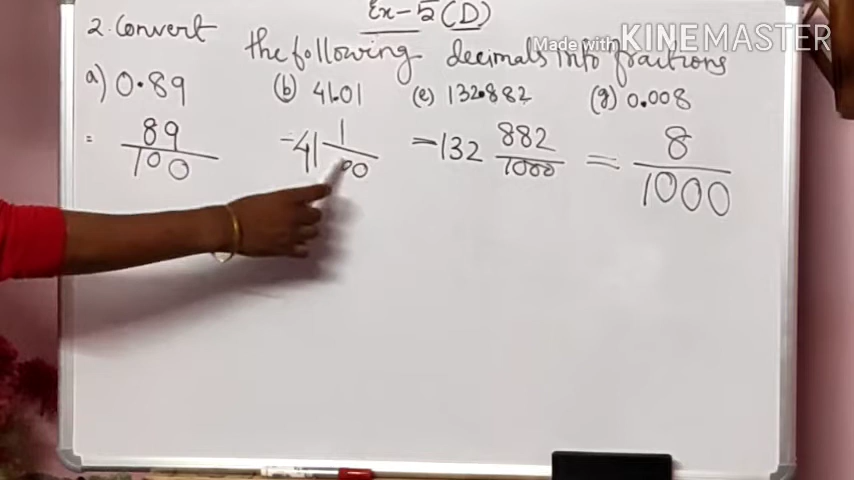 Ex-5(D)
2. Convert the following decimals into fractions
Made with KINEMASTER
a) 0.89 (b) 41.01 (e) 132.882 (g) 0.008
= 89/100 = 41 1/100 = 132 882/1000 = 8/1000